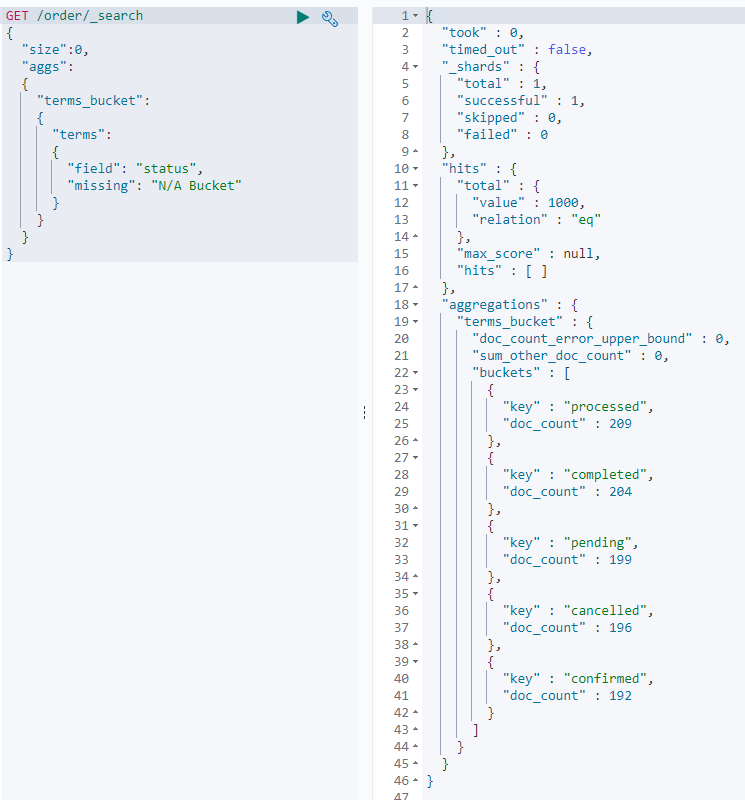 GET /order/_search
{
  "size":0,
  "aggs":
  {
    "terms_bucket":
    {
      "terms":
      {
        "field": "status",
        "missing": "N/A Bucket"
      }
    }
  }
}
1 {
2   "took" : 0,
3   "timed_out" : false,
4   "_shards" : {
5     "total" : 1,
6     "successful" : 1,
7     "skipped" : 0,
8     "failed" : 0
9   },
10   "hits" : {
11     "total" : {
12       "value" : 1000,
13       "relation" : "eq"
14     },
15     "max_score" : null,
16     "hits" : [ ]
17   },
18   "aggregations" : {
19     "terms_bucket" : {
20       "doc_count_error_upper_bound" : 0,
21       "sum_other_doc_count" : 0,
22       "buckets" : [
23         {
24           "key" : "processed",
25           "doc_count" : 209
26         },
27         {
28           "key" : "completed",
29           "doc_count" : 204
30         },
31         {
32           "key" : "pending",
33           "doc_count" : 199
34         },
35         {
36           "key" : "cancelled",
37           "doc_count" : 196
38         },
39         {
40           "key" : "confirmed",
41           "doc_count" : 192
42         }
43       ]
44     }
45   }
46 }
47